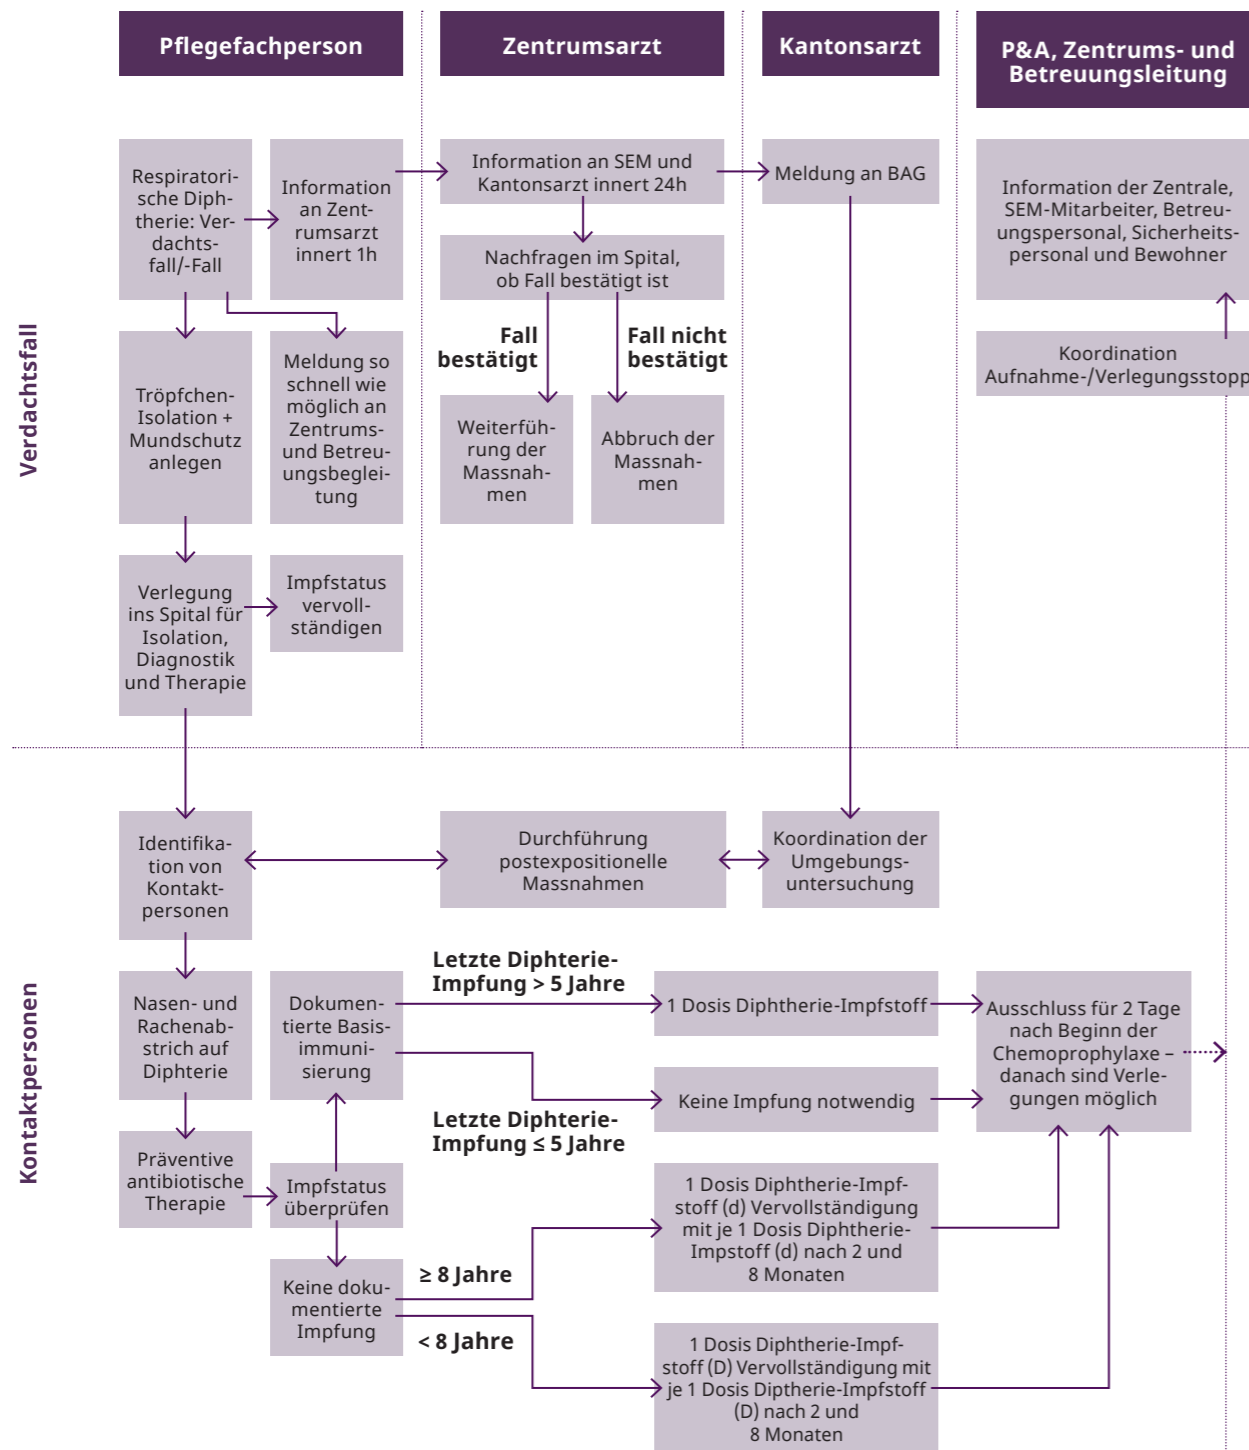 Pflegefachperson
Zentrumsarzt
Kantonsarzt
P&A, Zentrums- und
Betreuungsleitung
Verdachtsfall
Respiratori-
sche Diph-
therie: Ver-
dachts-
fall/-Fall
Information
an Zent-
rumsarzt
innert 1h
Information an SEM und
Kantonsarzt innert 24h
Meldung an BAG
Information der Zentrale,
SEM-Mitarbeiter, Betreu-
ungspersonal, Sicherheits-
personal und Bewohner
Nachfragen im Spital,
ob Fall bestätigt ist
Fall
bestätigt
Fall nicht
bestätigt
Koordination
Aufnahme-/Verlegungsstopp
Tröpfchen-
Isolation +
Mundschutz
anlegen
Meldung so
schnell wie
möglich an
Zentrums-
und Betreu-
ungsbeglei-
tung
Weiterfüh-
rung der
Massnah-
men
Abbruch der
Massnah-
men
Verlegung
ins Spital für
Isolation,
Diagnostik
und Therapie
Impfstatus
vervoll-
ständigen
Kontaktpersonen
Identifika-
tion von
Kontakt-
personen
Durchführung
postexpositionelle
Massnahmen
Koordination der
Umgebungs-
untersuchung
Nasen- und
Rachenab-
strich auf
Diphterie
Dokumen-
tierte Basis-
immuni-
sierung
Letzte Diphterie-
Impfung > 5 Jahre
1 Dosis Diphtherie-Impfstoff
Ausschluss für 2 Tage
nach Beginn der
Chemoprophylaxe –
danach sind Verle-
gungen möglich
Letzte Diphterie-
Impfung ≤ 5 Jahre
Keine Impfung notwendig
Präventive
antibiotische
Therapie
Impfstatus
überprüfen
1 Dosis Diphtherie-Impf-
stoff (d) Vervollständigung
mit je 1 Dosis Diphtherie-
Impstoff (d) nach 2 und
8 Monaten
Keine doku-
mentierte
Impfung
≥ 8 Jahre
< 8 Jahre
1 Dosis Diphtherie-Impf-
stoff (D) Vervollständigung mit
je 1 Dosis Diptherie-Impfstoff
(D) nach 2 und
8 Monaten